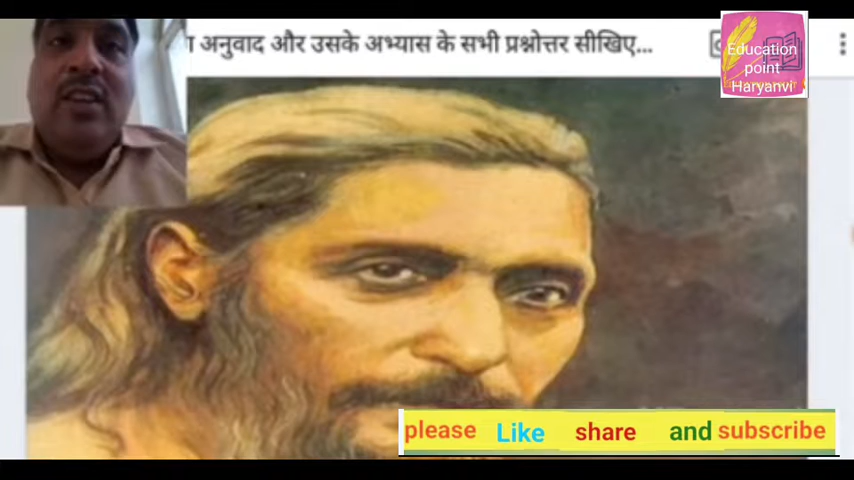 अनुवाद और उसके अभ्यास के सभी प्रश्नोत्तर सीखिए...
Education
point
Haryanvi
please Like share and subscribe